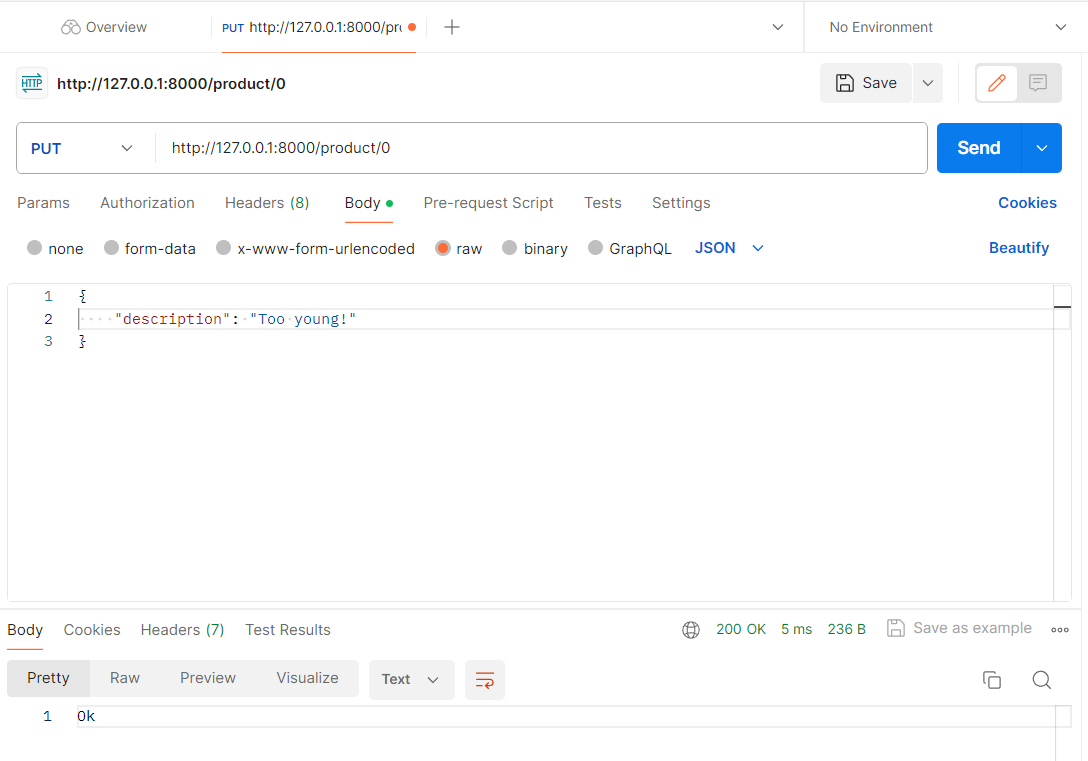 Overview
PUT http://127.0.0.1:8000/pro
No Environment
HTTP http://127.0.0.1:8000/product/0
Save
PUT http://127.0.0.1:8000/product/0
Send
Params Authorization Headers (8) Body Pre-request Script Tests Settings Cookies
none form-data x-www-form-urlencoded raw binary GraphQL JSON Beautify
1 {
2 "description": "Too young!"
3 }
Body Cookies Headers (7) Test Results 200 OK 5 ms 236 B Save as example
Pretty Raw Preview Visualize Text
1 Ok